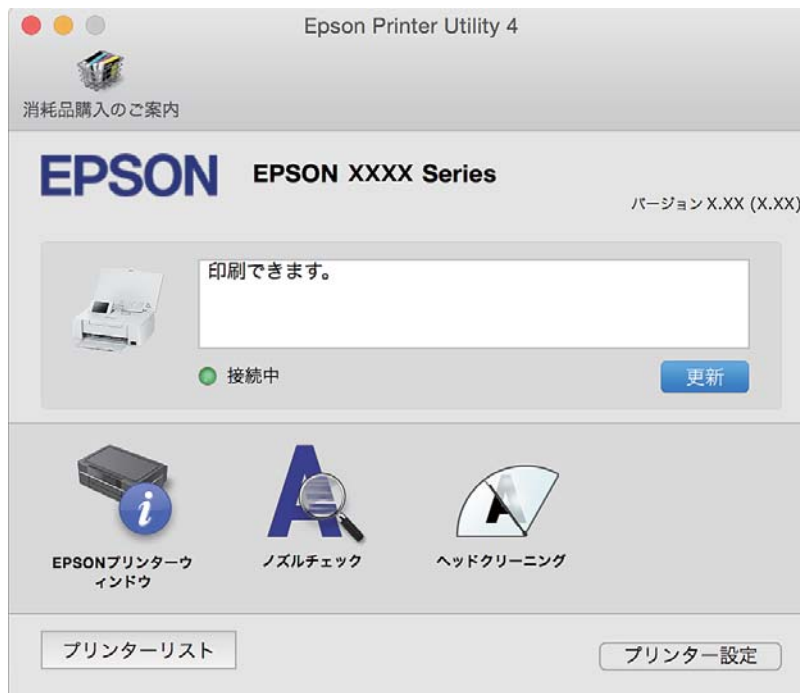 Epson Printer Utility 4
消耗品購入のご案内
EPSON
EPSON XXXX Series
バージョン X.XX (X.XX)
印刷できます。
接続中
更新
EPSONプリンターウ
ィンドウ
ノズルチェック
ヘッドクリーニング
プリンターリスト
プリンター設定